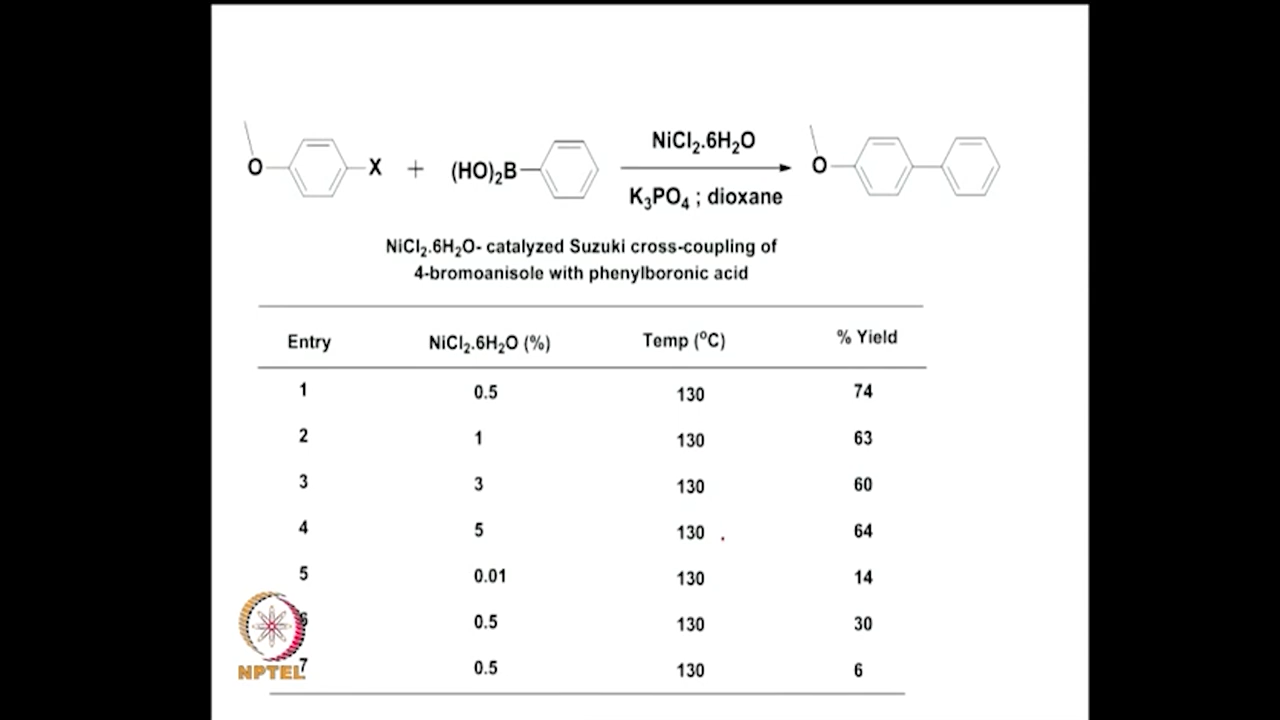 O X + (HO)₂B NiCl₂.6H₂O O
K₃PO₄ ; dioxane
NiCl₂.6H₂O- catalyzed Suzuki cross-coupling of
4-bromoanisole with phenylboronic acid
Entry NiCl₂.6H₂O (%) Temp (°C) % Yield
1 0.5 130 74
2 1 130 63
3 3 130 60
4 5 130 64
5 0.01 130 14
6 0.5 130 30
7 0.5 130 6
NPTEL